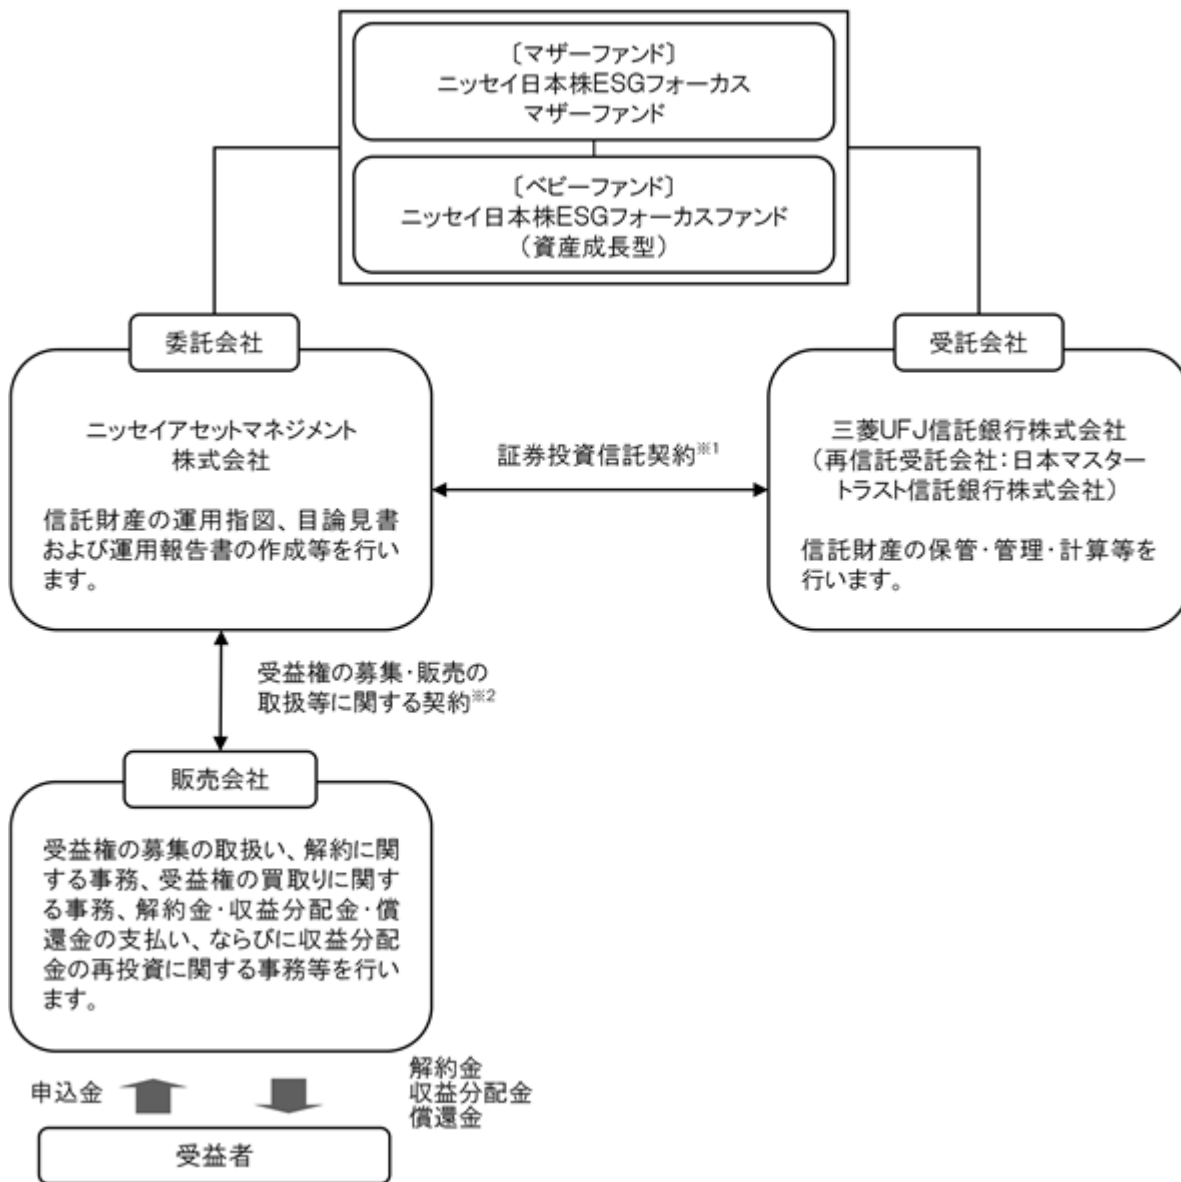 〔マザーファンド〕
ニッセイ日本株ESGフォーカス
マザーファンド
〔ベビーファンド〕
ニッセイ日本株ESGフォーカスファンド
（資産成長型）
委託会社
ニッセイアセットマネジメント
株式会社
信託財産の運用指図、目論見書
および運用報告書の作成等を行い
ます。
証券投資信託契約※1
受託会社
三菱UFJ信託銀行株式会社
（再信託受託会社：日本マスター
トラスト信託銀行株式会社）
信託財産の保管・管理・計算等を
行います。
受益権の募集・販売の
取扱等に関する契約※2
販売会社
受益権の募集の取扱い、解約に関
する事務、受益権の買取りに関す
る事務、解約金・収益分配金・償
還金の支払い、ならびに収益分配
金の再投資に関する事務等を行い
ます。
申込金
解約金
収益分配金
償還金
受益者